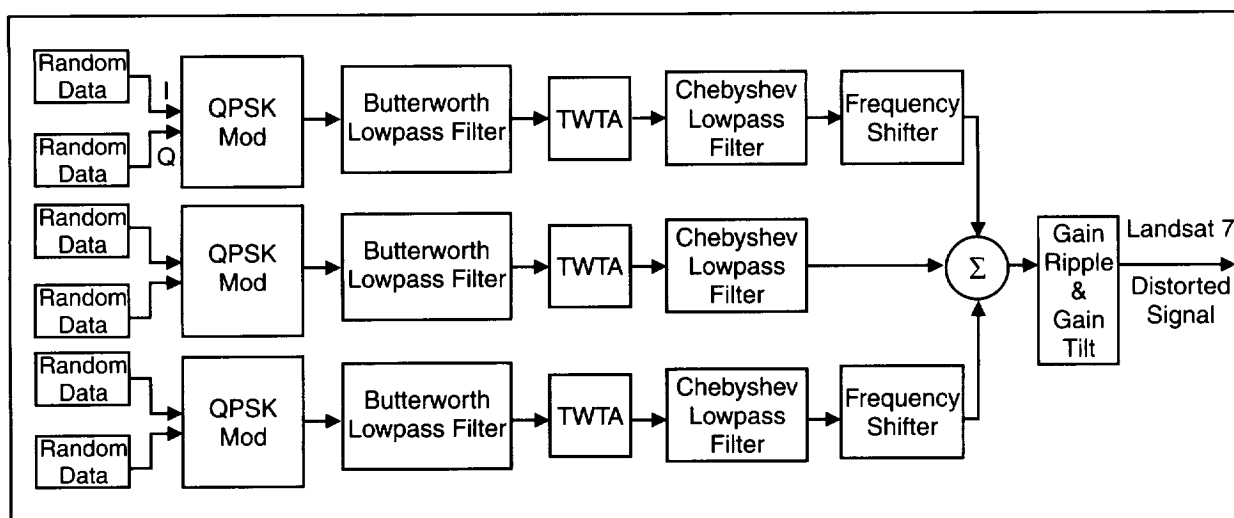 Random
Data
I
Random
Data
Q
QPSK
Mod
Butterworth
Lowpass Filter
TWTA
Chebyshev
Lowpass
Filter
Frequency
Shifter
Random
Data
Random
Data
QPSK
Mod
Butterworth
Lowpass Filter
TWTA
Chebyshev
Lowpass
Filter
Σ
Gain
Ripple
&
Gain
Tilt
Landsat 7
Distorted
Signal
Random
Data
Random
Data
QPSK
Mod
Butterworth
Lowpass Filter
TWTA
Chebyshev
Lowpass
Filter
Frequency
Shifter